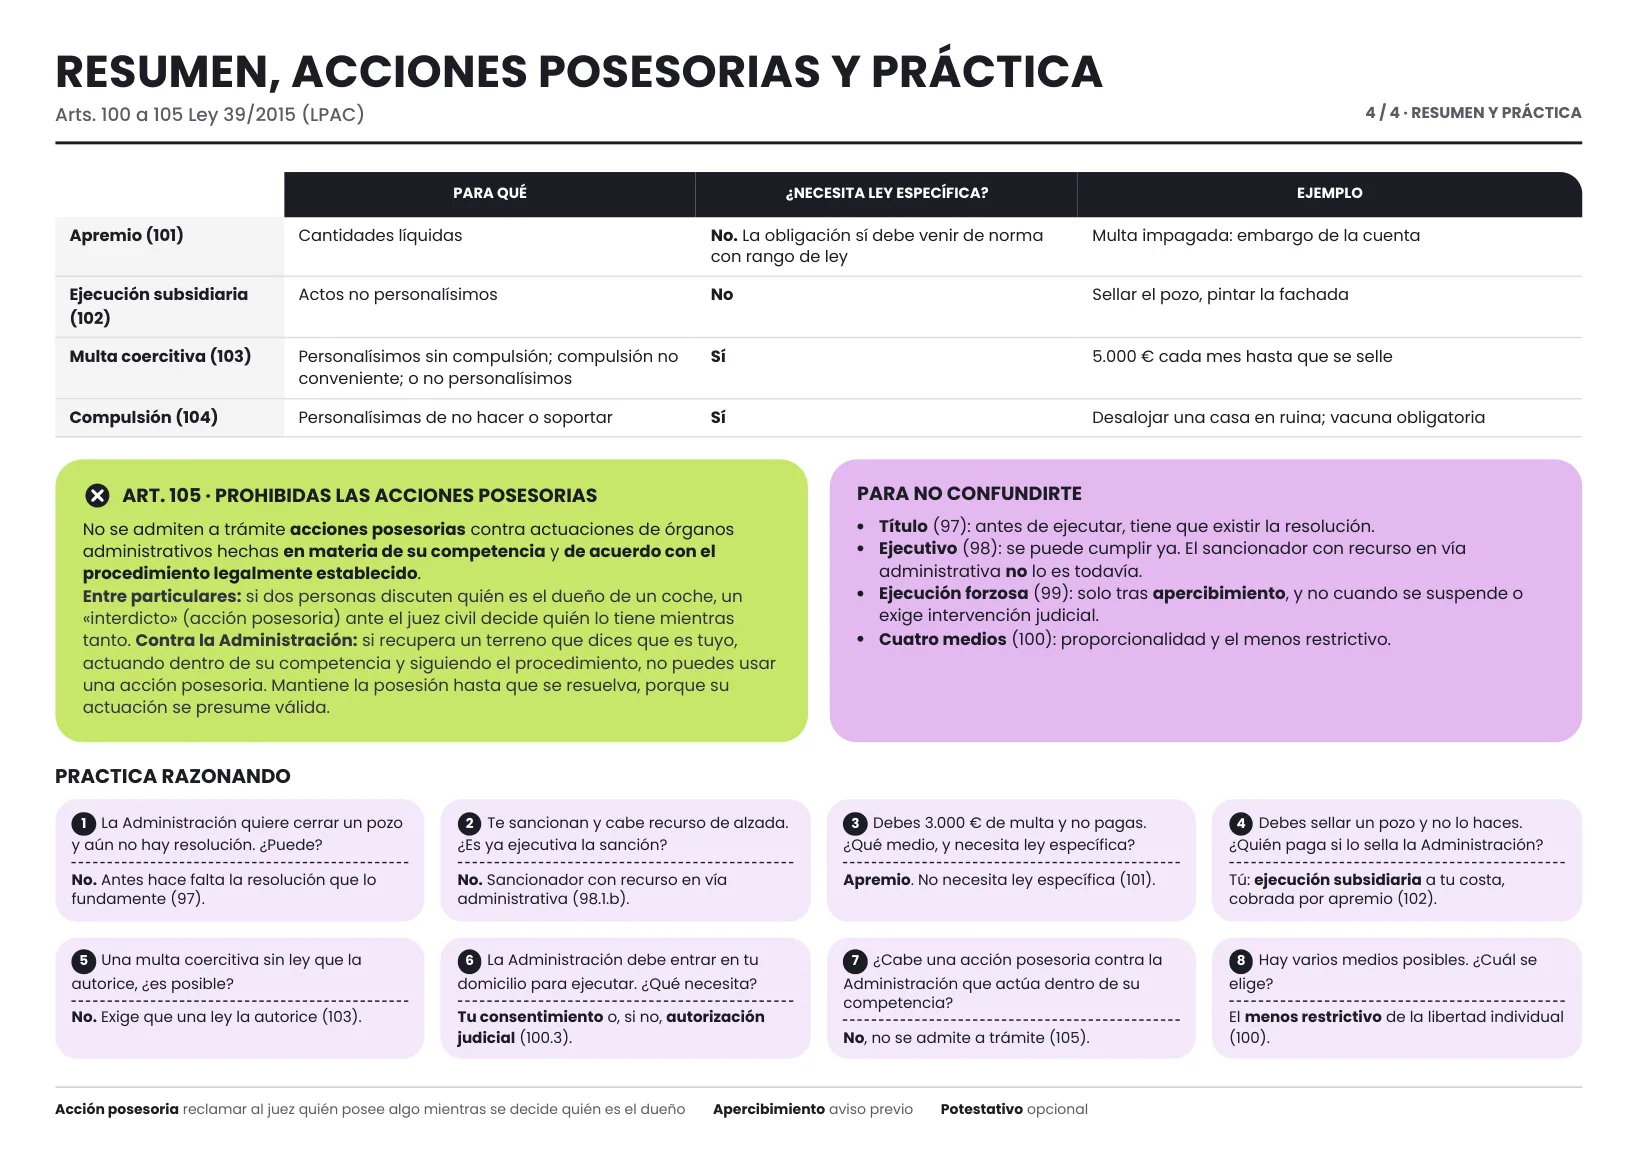 RESUMEN, ACCIONES POSESORIAS Y PRÁCTICA
Arts. 100 a 105 Ley 39/2015 (LPAC)
4 / 4 · RESUMEN Y PRÁCTICA
PARA QUÉ
¿NECESITA LEY ESPECÍFICA?
EJEMPLO
Apremio (101)
Cantidades líquidas
No. La obligación sí debe venir de norma
con rango de ley
Multa impagada: embargo de la cuenta
Ejecución subsidiaria
(102)
Actos no personalísimos
No
Sellar el pozo, pintar la fachada
Multa coercitiva (103)
Personalísimos sin compulsión; compulsión no
conveniente; o no personalísimos
Sí
5.000 € cada mes hasta que se selle
Compulsión (104)
Personalísimas de no hacer o soportar
Sí
Desalojar una casa en ruina; vacuna obligatoria
ART. 105 · PROHIBIDAS LAS ACCIONES POSESORIAS
No se admiten a trámite acciones posesorias contra actuaciones de órganos
administrativos hechas en materia de su competencia y de acuerdo con el
procedimiento legalmente establecido.
Entre particulares: si dos personas discuten quién es el dueño de un coche, un
«interdicto» (acción posesoria) ante el juez civil decide quién lo tiene mientras
tanto. Contra la Administración: si recupera un terreno que dices que es tuyo,
actuando dentro de su competencia y siguiendo el procedimiento, no puedes usar
una acción posesoria. Mantiene la posesión hasta que se resuelva, porque su
actuación se presume válida.
PARA NO CONFUNDIRTE
• Título (97): antes de ejecutar, tiene que existir la resolución.
• Ejecutivo (98): se puede cumplir ya. El sancionador con recurso en vía
administrativa no lo es todavía.
• Ejecución forzosa (99): solo tras apercibimiento, y no cuando se suspende o
exige intervención judicial.
• Cuatro medios (100): proporcionalidad y el menos restrictivo.
PRACTICA RAZONANDO
1 La Administración quiere cerrar un pozo
y aún no hay resolución. ¿Puede?
No. Antes hace falta la resolución que lo
fundamente (97).
2 Te sancionan y cabe recurso de alzada.
¿Es ya ejecutiva la sanción?
No. Sancionador con recurso en vía
administrativa (98.1.b).
3 Debes 3.000 € de multa y no pagas.
¿Qué medio, y necesita ley específica?
Apremio. No necesita ley específica (101).
4 Debes sellar un pozo y no lo haces.
¿Quién paga si lo sella la Administración?
Tú: ejecución subsidiaria a tu costa,
cobrada por apremio (102).
5 Una multa coercitiva sin ley que la
autorice, ¿es posible?
No. Exige que una ley la autorice (103).
6 La Administración debe entrar en tu
domicilio para ejecutar. ¿Qué necesita?
Tu consentimiento o, si no, autorización
judicial (100.3).
7 ¿Cabe una acción posesoria contra la
Administración que actúa dentro de su
competencia?
No, no se admite a trámite (105).
8 Hay varios medios posibles. ¿Cuál se
elige?
El menos restrictivo de la libertad individual
(100).
Acción posesoria reclamar al juez quién posee algo mientras se decide quién es el dueño Apercibimiento aviso previo Potestativo opcional